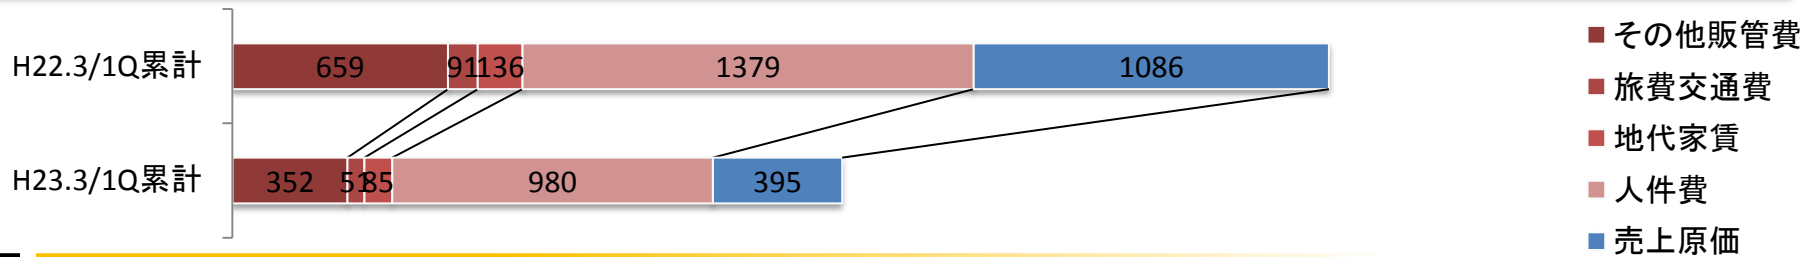 H22.3/1Q累計
659
91
136
1379
1086
H23.3/1Q累計
352
51
85
980
395
その他販管費
旅費交通費
地代家賃
人件費
売上原価